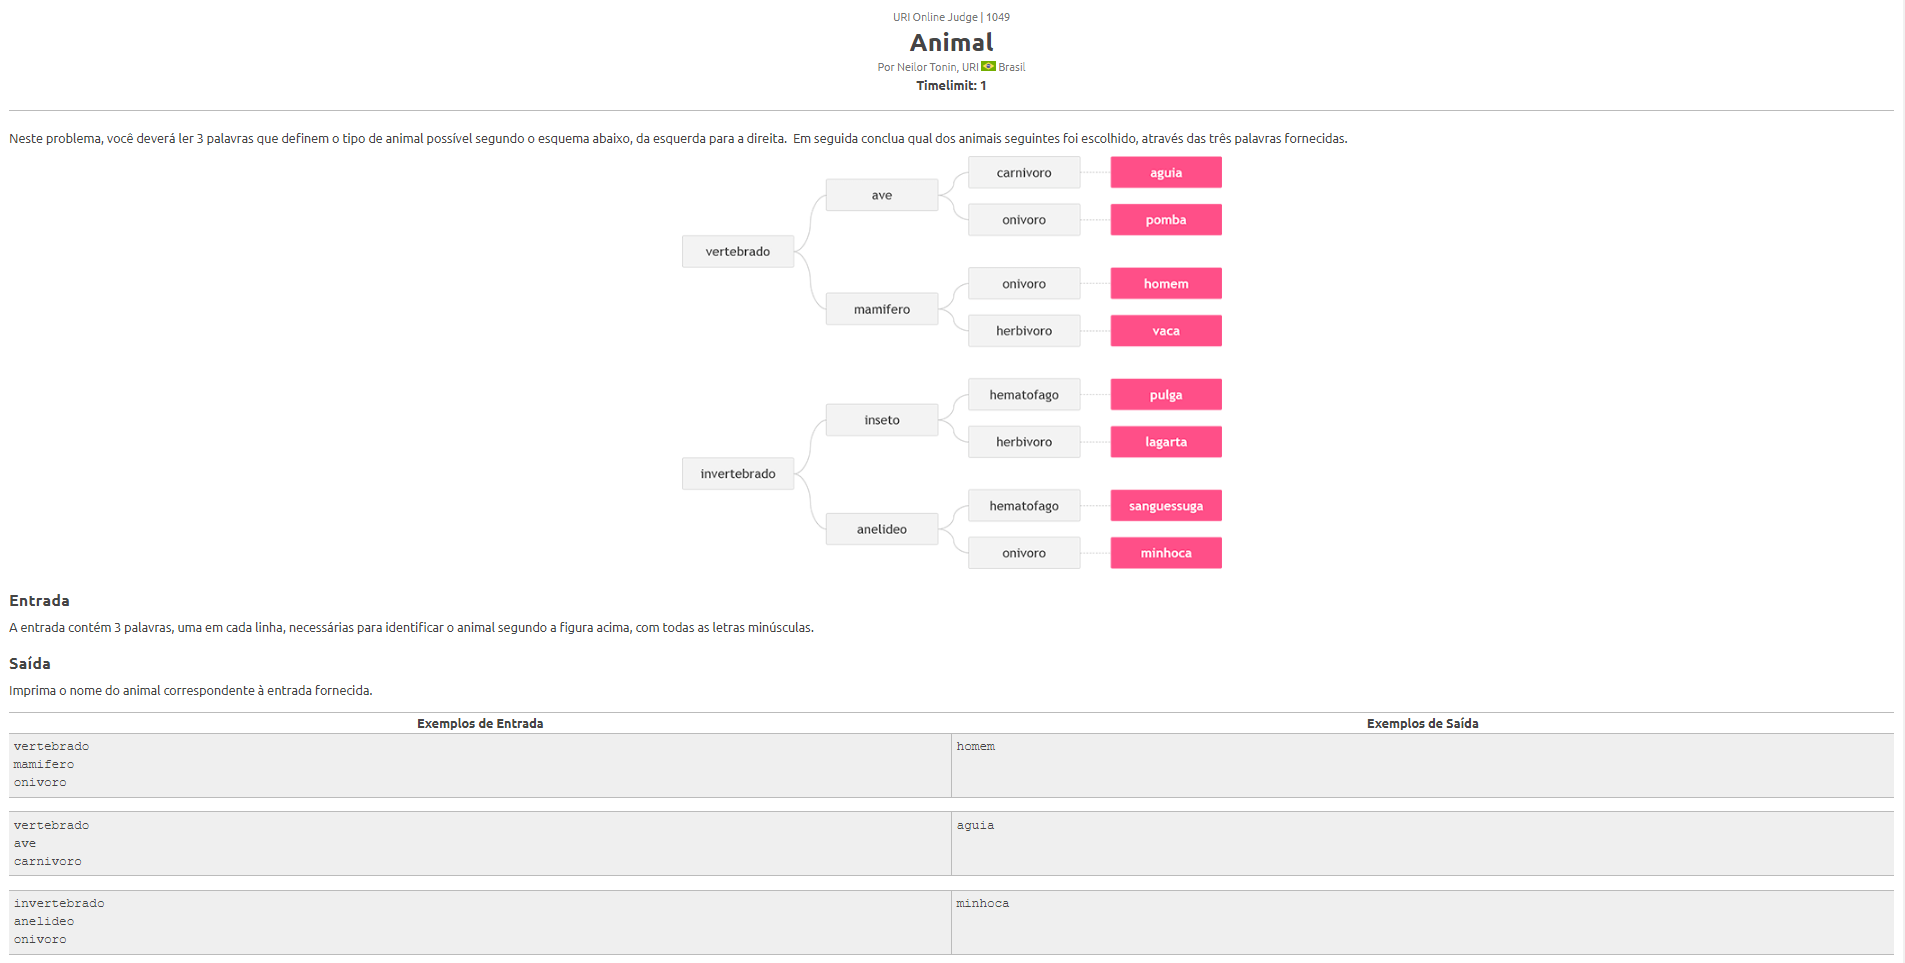 URI Online Judge | 1049
Animal
Por Neilor Tonin, URI Brasil
Timelimit: 1
Neste problema, você deverá ler 3 palavras que definem o tipo de animal possível segundo o esquema abaixo, da esquerda para a direita. Em seguida conclua qual dos animais seguintes foi escolhido, através das três palavras fornecidas.
carnivoro aguia
ave
onivoro pomba
vertebrado
onivoro homem
mamifero
herbivoro vaca
hematofago pulga
inseto
herbivoro lagarta
invertebrado
hematofago sanguessuga
anelideo
onivoro minhoca
Entrada
A entrada contém 3 palavras, uma em cada linha, necessárias para identificar o animal segundo a figura acima, com todas as letras minúsculas.
Saída
Imprima o nome do animal correspondente à entrada fornecida.
Exemplos de Entrada Exemplos de Saída
vertebrado homem
mamifero
onivoro
vertebrado aguia
ave
carnivoro
invertebrado minhoca
anelideo
onivoro